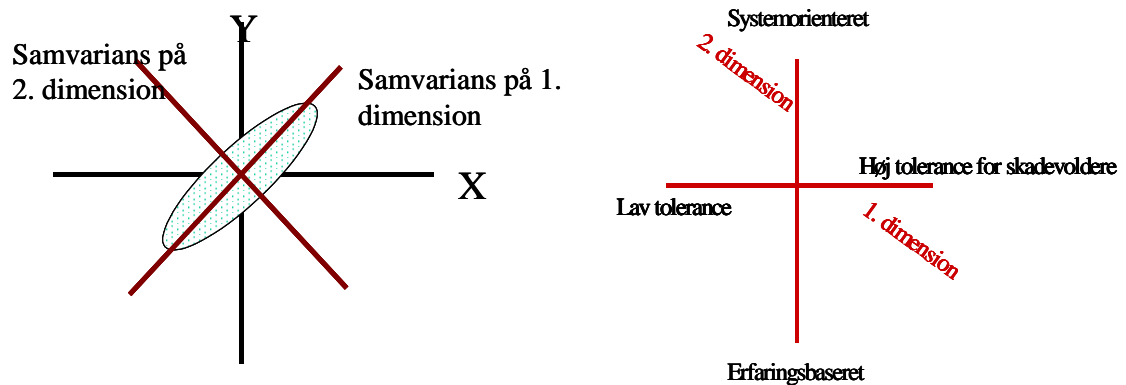 Y
Samvarians på
2. dimension
Samvarians på 1.
dimension
X
Systemorienteret
2. dimension
Høj tolerance for skadevoldere
Lav tolerance
1. dimension
Erfaringsbaseret